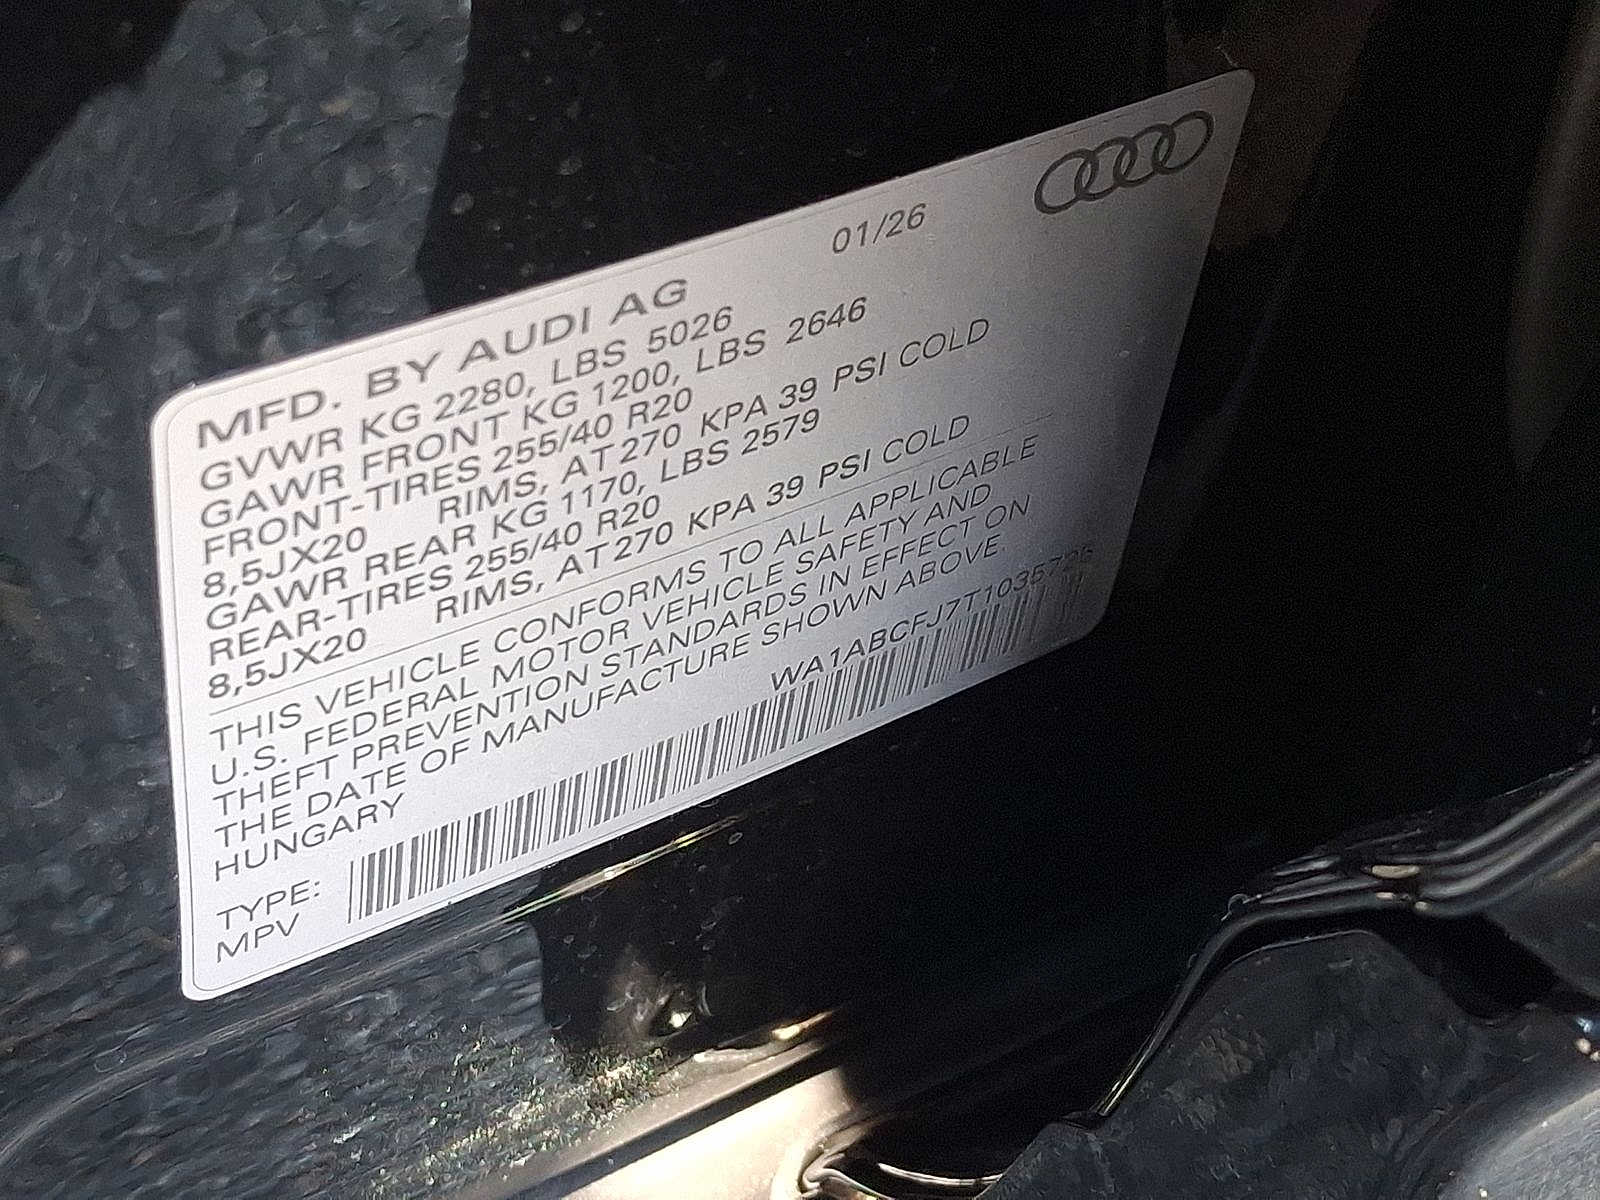 01/26
MFD. BY AUDI AG
GVWR KG 2280, LBS 5026
GAWR FRONT KG 1200, LBS 2646
FRONT-TIRES 255/40 R20
8,5JX20 RIMS, AT 270 KPA 39 PSI COLD
GAWR REAR KG 1170, LBS 2579
REAR-TIRES 255/40 R20
8,5JX20 RIMS, AT 270 KPA 39 PSI COLD
THIS VEHICLE CONFORMS TO ALL APPLICABLE
U.S. FEDERAL MOTOR VEHICLE SAFETY AND
THEFT PREVENTION STANDARDS IN EFFECT ON
THE DATE OF MANUFACTURE SHOWN ABOVE.
HUNGARY
TYPE:
MPV